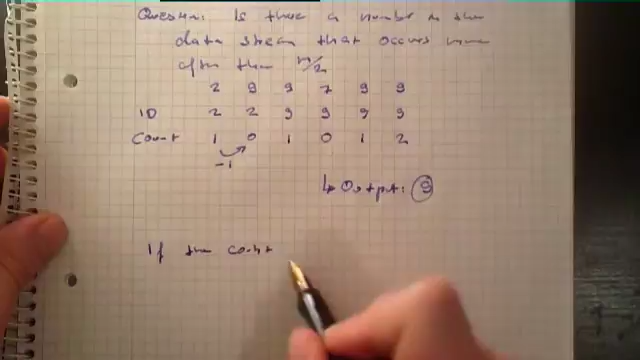 Question: Is there a number in the
data stream that occurs more
often than n/2
2 9 9 7 9 9
ID 2 2 9 9 9 9
Count 1 0 1 0 1 2
-1
↳ Output: 9
If the count